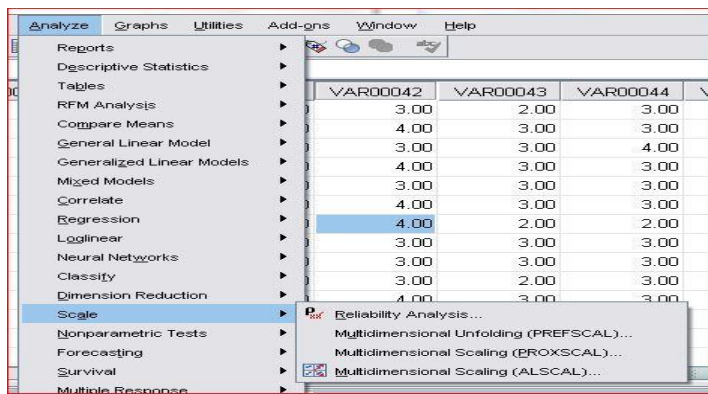 Analyze Graphs Utilities Add-ons Window Help
Reports
Descriptive Statistics
Tables
RFM Analysis
Compare Means
General Linear Model
Generalized Linear Models
Mixed Models
Correlate
Regression
Loglinear
Neural Networks
Classify
Dimension Reduction
Scale
Nonparametric Tests
Forecasting
Survival
Multiple Response
VAR00042 VAR00043 VAR00044
3.00 2.00 3.00
4.00 3.00 3.00
3.00 3.00 4.00
4.00 3.00 3.00
3.00 3.00 3.00
4.00 3.00 3.00
4.00 2.00 2.00
3.00 3.00 3.00
3.00 3.00 3.00
3.00 2.00 3.00
4.00 3.00 3.00
Reliability Analysis...
Multidimensional Unfolding (PREFSCAL)...
Multidimensional Scaling (PROXSCAL)...
Multidimensional Scaling (ALSCAL)...